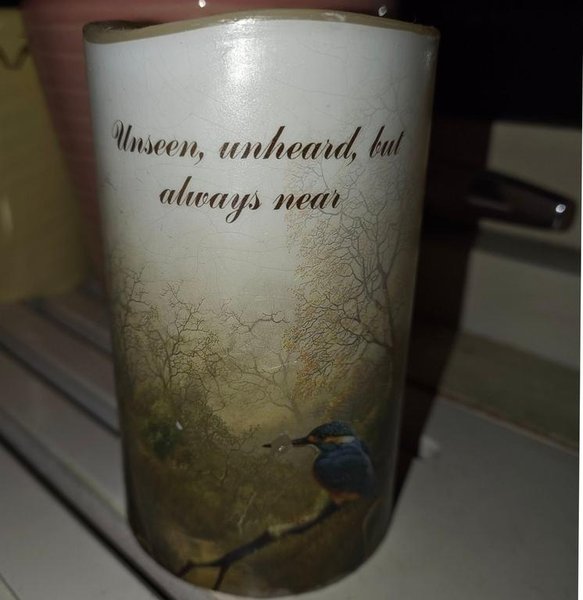 Unseen, unheard, but
always near